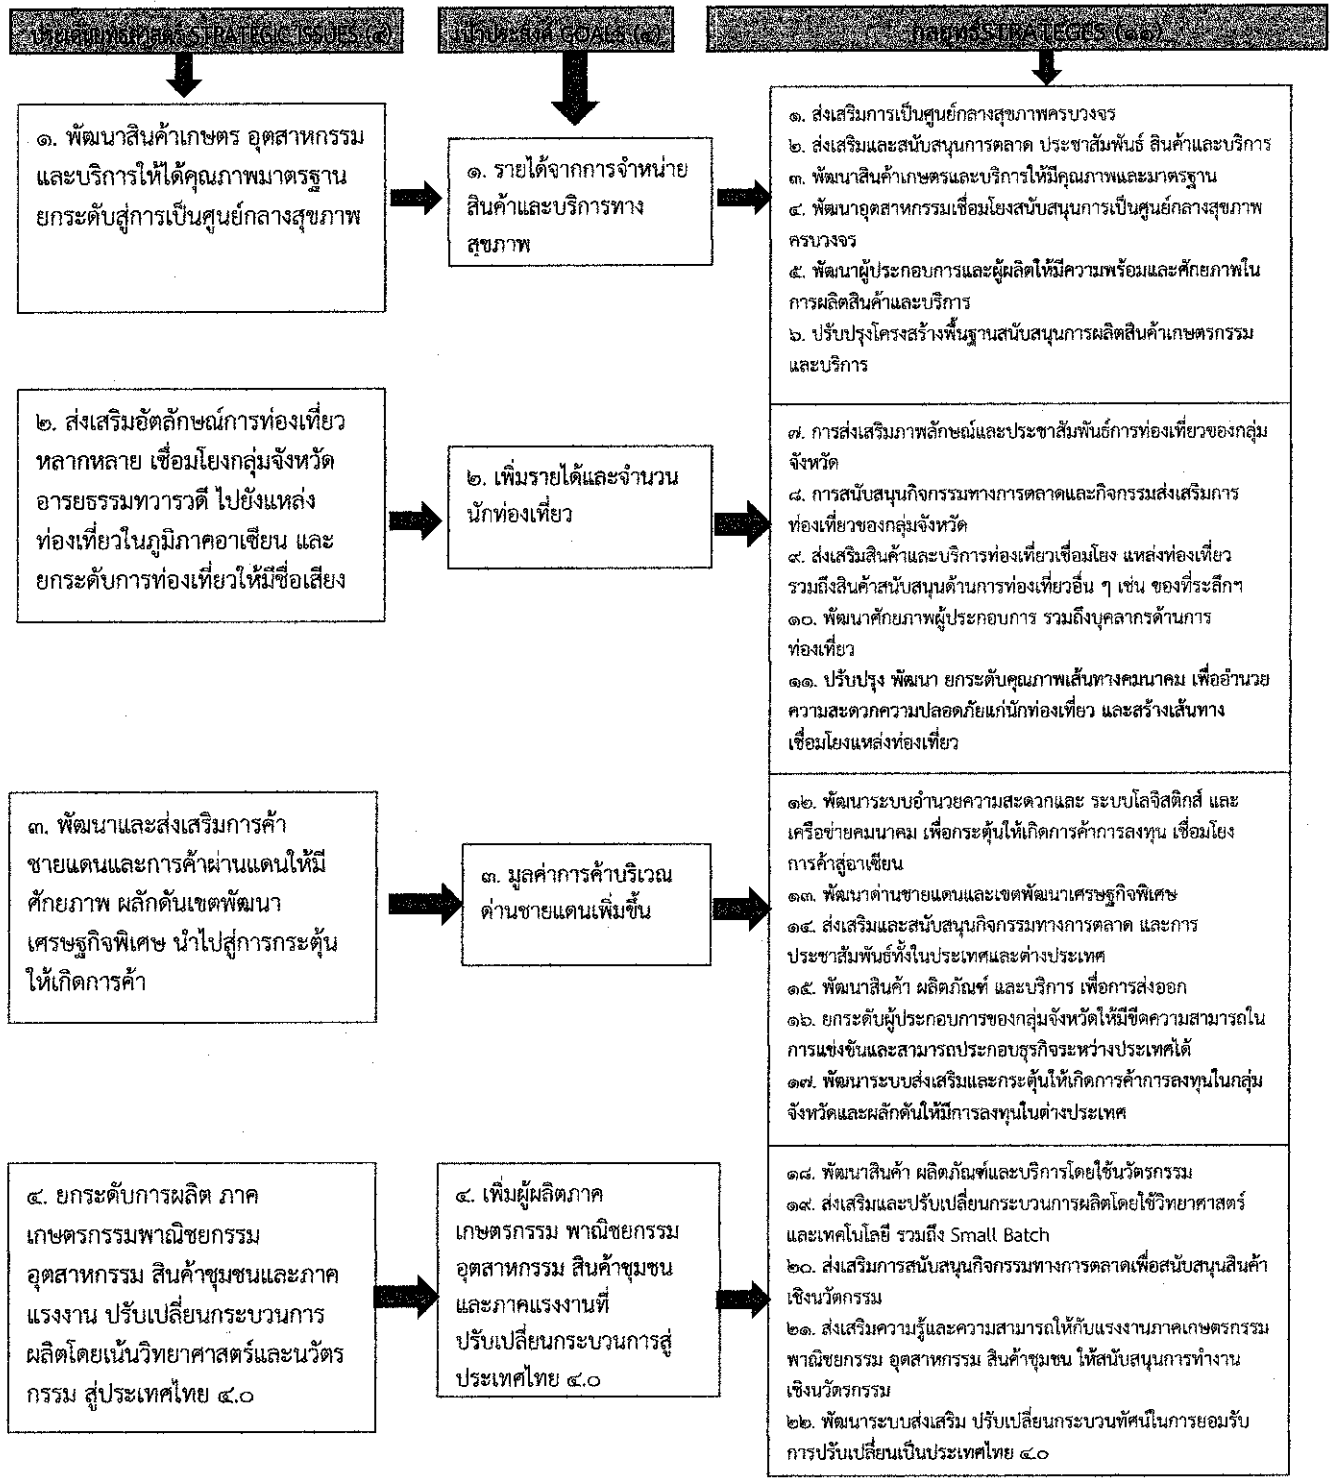 ประเด็นยุทธศาสตร์ STRATEGIC ISSUES (๔)
เป้าประสงค์ GOALS (๔)
กลยุทธ์STRATEGES (๑๑)
๑. พัฒนาสินค้าเกษตร อุตสาหกรรม
และบริการให้ได้คุณภาพมาตรฐาน
ยกระดับสู่การเป็นศูนย์กลางสุขภาพ
๑. รายได้จากการจำหน่าย
สินค้าและบริการทาง
สุขภาพ
๑. ส่งเสริมการเป็นศูนย์กลางสุขภาพครบวงจร
๒. ส่งเสริมและสนับสนุนการตลาด ประชาสัมพันธ์ สินค้าและบริการ
๓. พัฒนาสินค้าเกษตรและบริการให้มีคุณภาพและมาตรฐาน
๔. พัฒนาอุตสาหกรรมเชื่อมโยงสนับสนุนการเป็นศูนย์กลางสุขภาพ
ครบวงจร
๕. พัฒนาผู้ประกอบการและผู้ผลิตให้มีความพร้อมและศักยภาพใน
การผลิตสินค้าและบริการ
๖. ปรับปรุงโครงสร้างพื้นฐานสนับสนุนการผลิตสินค้าเกษตรกรรม
และบริการ
๒. ส่งเสริมอัตลักษณ์การท่องเที่ยว
หลากหลาย เชื่อมโยงกลุ่มจังหวัด
อารยธรรมทวารวดี ไปยังแหล่ง
ท่องเที่ยวในภูมิภาคอาเซียน และ
ยกระดับการท่องเที่ยวให้มีชื่อเสียง
๒. เพิ่มรายได้และจำนวน
นักท่องเที่ยว
๗. การส่งเสริมภาพลักษณ์และประชาสัมพันธ์การท่องเที่ยวของกลุ่ม
จังหวัด
๘. การสนับสนุนกิจกรรมทางการตลาดและกิจกรรมส่งเสริมการ
ท่องเที่ยวของกลุ่มจังหวัด
๙. ส่งเสริมสินค้าและบริการท่องเที่ยวเชื่อมโยง แหล่งท่องเที่ยว
รวมถึงสินค้าสนับสนุนด้านการท่องเที่ยวอื่น ๆ เช่น ของที่ระลึกฯ
๑๐. พัฒนาศักยภาพผู้ประกอบการ รวมถึงบุคลากรด้านการ
ท่องเที่ยว
๑๑. ปรับปรุง พัฒนา ยกระดับคุณภาพเส้นทางคมนาคม เพื่ออำนวย
ความสะดวกความปลอดภัยแก่นักท่องเที่ยว และสร้างเส้นทาง
เชื่อมโยงแหล่งท่องเที่ยว
๓. พัฒนาและส่งเสริมการค้า
ชายแดนและการค้าผ่านแดนให้มี
ศักยภาพ ผลักดันเขตพัฒนา
เศรษฐกิจพิเศษ นำไปสู่การกระตุ้น
ให้เกิดการค้า
๓. มูลค่าการค้าบริเวณ
ด่านชายแดนเพิ่มขึ้น
๑๒. พัฒนาระบบอำนวยความสะดวกและ ระบบโลจิสติกส์ และ
เครือข่ายคมนาคม เพื่อกระตุ้นให้เกิดการค้าการลงทุน เชื่อมโยง
การค้าสู่อาเซียน
๑๓. พัฒนาด่านชายแดนและเขตพัฒนาเศรษฐกิจพิเศษ
๑๔. ส่งเสริมและสนับสนุนกิจกรรมทางการตลาด และการ
ประชาสัมพันธ์ทั้งในประเทศและต่างประเทศ
๑๕. พัฒนาสินค้า ผลิตภัณฑ์ และบริการ เพื่อการส่งออก
๑๖. ยกระดับผู้ประกอบการของกลุ่มจังหวัดให้มีขีดความสามารถใน
การแข่งขันและสามารถประกอบธุรกิจระหว่างประเทศได้
๑๗. พัฒนาระบบส่งเสริมและกระตุ้นให้เกิดการค้าการลงทุนในกลุ่ม
จังหวัดและผลักดันให้มีการลงทุนในต่างประเทศ
๔. ยกระดับการผลิต ภาค
เกษตรกรรมพาณิชยกรรม
อุตสาหกรรม สินค้าชุมชนและภาค
แรงงาน ปรับเปลี่ยนกระบวนการ
ผลิตโดยเน้นวิทยาศาสตร์และนวัตร
กรรม สู่ประเทศไทย ๔.๐
๔. เพิ่มผู้ผลิตภาค
เกษตรกรรม พาณิชยกรรม
อุตสาหกรรม สินค้าชุมชน
และภาคแรงงานที่
ปรับเปลี่ยนกระบวนการสู่
ประเทศไทย ๔.๐
๑๘. พัฒนาสินค้า ผลิตภัณฑ์และบริการโดยใช้นวัตกรรม
๑๙. ส่งเสริมและปรับเปลี่ยนกระบวนการผลิตโดยใช้วิทยาศาสตร์
และเทคโนโลยี รวมถึง Small Batch
๒๐. ส่งเสริมการสนับสนุนกิจกรรมทางการตลาดเพื่อสนับสนุนสินค้า
เชิงนวัตกรรม
๒๑. ส่งเสริมความรู้และความสามารถให้กับแรงงานภาคเกษตรกรรม
พาณิชยกรรม อุตสาหกรรม สินค้าชุมชน ให้สนับสนุนการทำงาน
เชิงนวัตรกรรม
๒๒. พัฒนาระบบส่งเสริม ปรับเปลี่ยนกระบวนทัศน์ในการยอมรับ
การปรับเปลี่ยนเป็นประเทศไทย ๔.๐